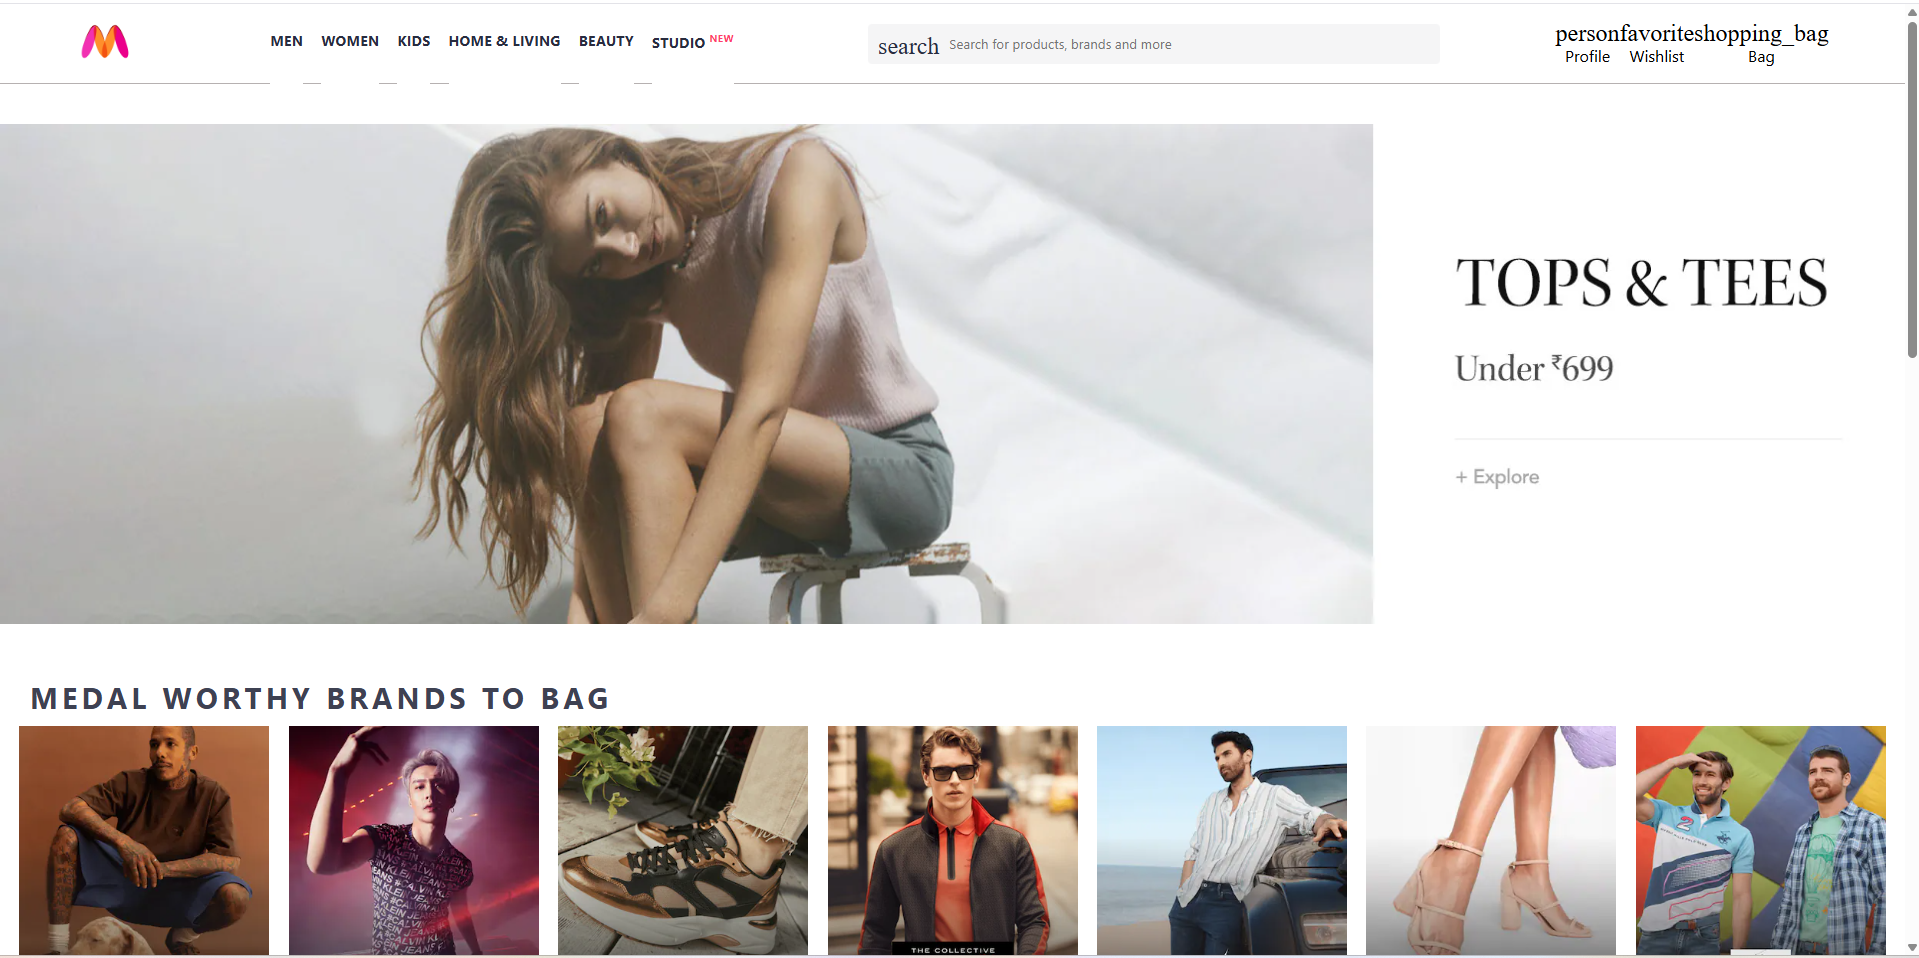 MEN WOMEN KIDS HOME & LIVING BEAUTY STUDIO NEW
search Search for products, brands and more
personfavoriteshopping_bag
Profile Wishlist Bag
TOPS & TEES
Under ₹699
+ Explore
MEDAL WORTHY BRANDS TO BAG
THE COLLECTIVE